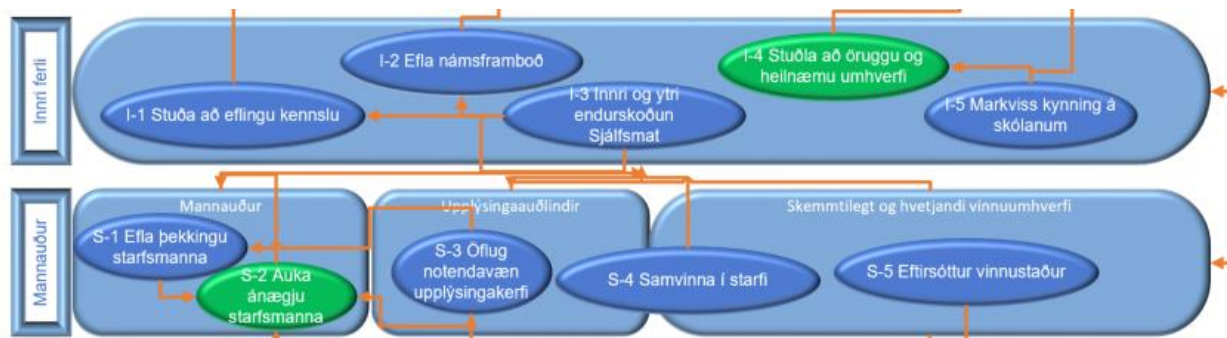 Innri ferli
I-1 Stuða að eflingu kennslu
I-2 Efla námsframboð
I-3 Innri og ytri
endurskoðun
Sjálfsmat
I-4 Stuðla að öruggu og
heilnæmu umhverfi
I-5 Markviss kynning á
skólanum
Mannauður
Mannauður
S-1 Efla þekkingu
starfsmanna
S-2 Auka
ánægju
starfsmanna
Upplýsingaauðlindir
S-3 Öflug
notendavæn
upplýsingakerfi
S-4 Samvinna í starfi
Skemmtilegt og hvetjandi vinnuumhverfi
S-5 Eftirsóttur vinnustaður